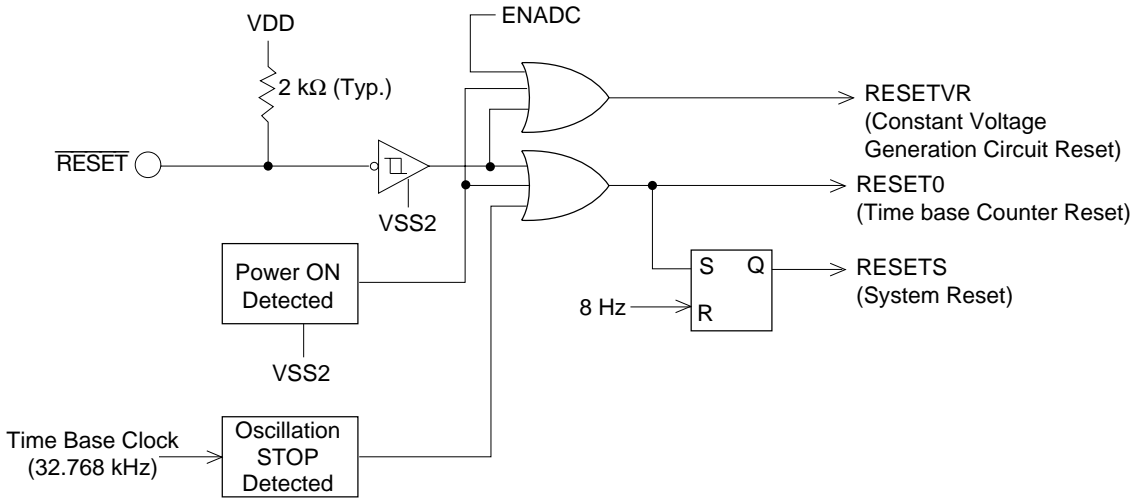 ENADC
VDD
2 kΩ (Typ.)
RESETVR
(Constant Voltage
Generation Circuit Reset)
RESET
RESET0
(Time base Counter Reset)
VSS2
Power ON
Detected
S Q
R
RESETS
(System Reset)
8 Hz
VSS2
Time Base Clock
(32.768 kHz)
Oscillation
STOP
Detected